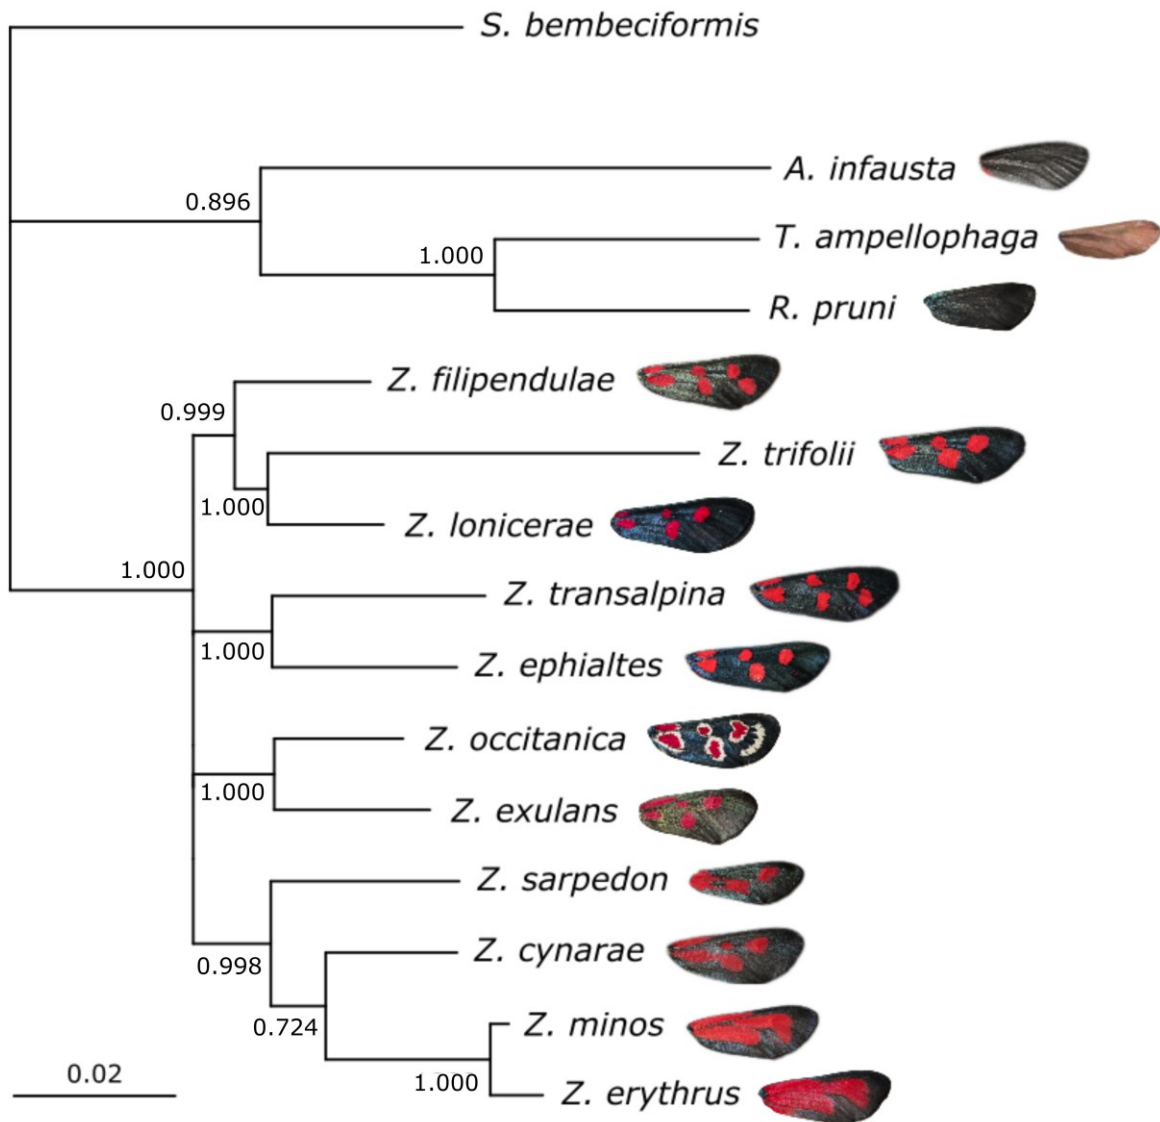 S. bembeciformis
A. infausta
0.896
T. ampellophaga
1.000
R. pruni
Z. filipendulae
0.999
Z. trifolii
1.000
Z. lonicerae
1.000
Z. transalpina
1.000
Z. ephialtes
Z. occitanica
1.000
Z. exulans
Z. sarpedon
Z. cynarae
0.998
0.724
Z. minos
0.02
1.000
Z. erythrus